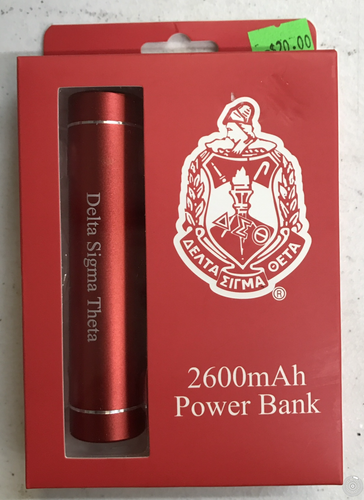 $20.00
Delta Sigma Theta
ΔΣΘ
ΔΕΛΤΑ ΣΙΓΜΑ ΘΕΤΑ
®
2600mAh
Power Bank